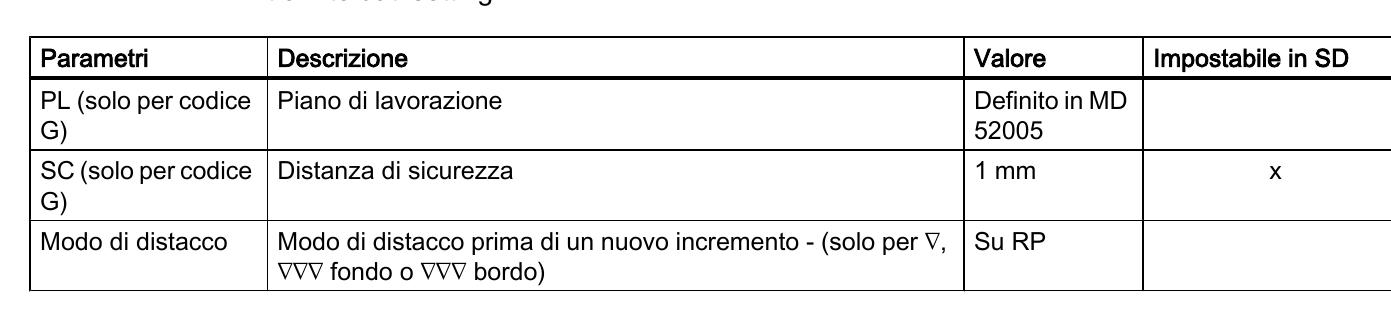 Parametri Descrizione Valore Impostabile in SD
PL (solo per codice G) Piano di lavorazione Definito in MD 52005
SC (solo per codice G) Distanza di sicurezza 1 mm x
Modo di distacco Modo di distacco prima di un nuovo incremento - (solo per ∇, ∇∇∇ fondo o ∇∇∇ bordo) Su RP